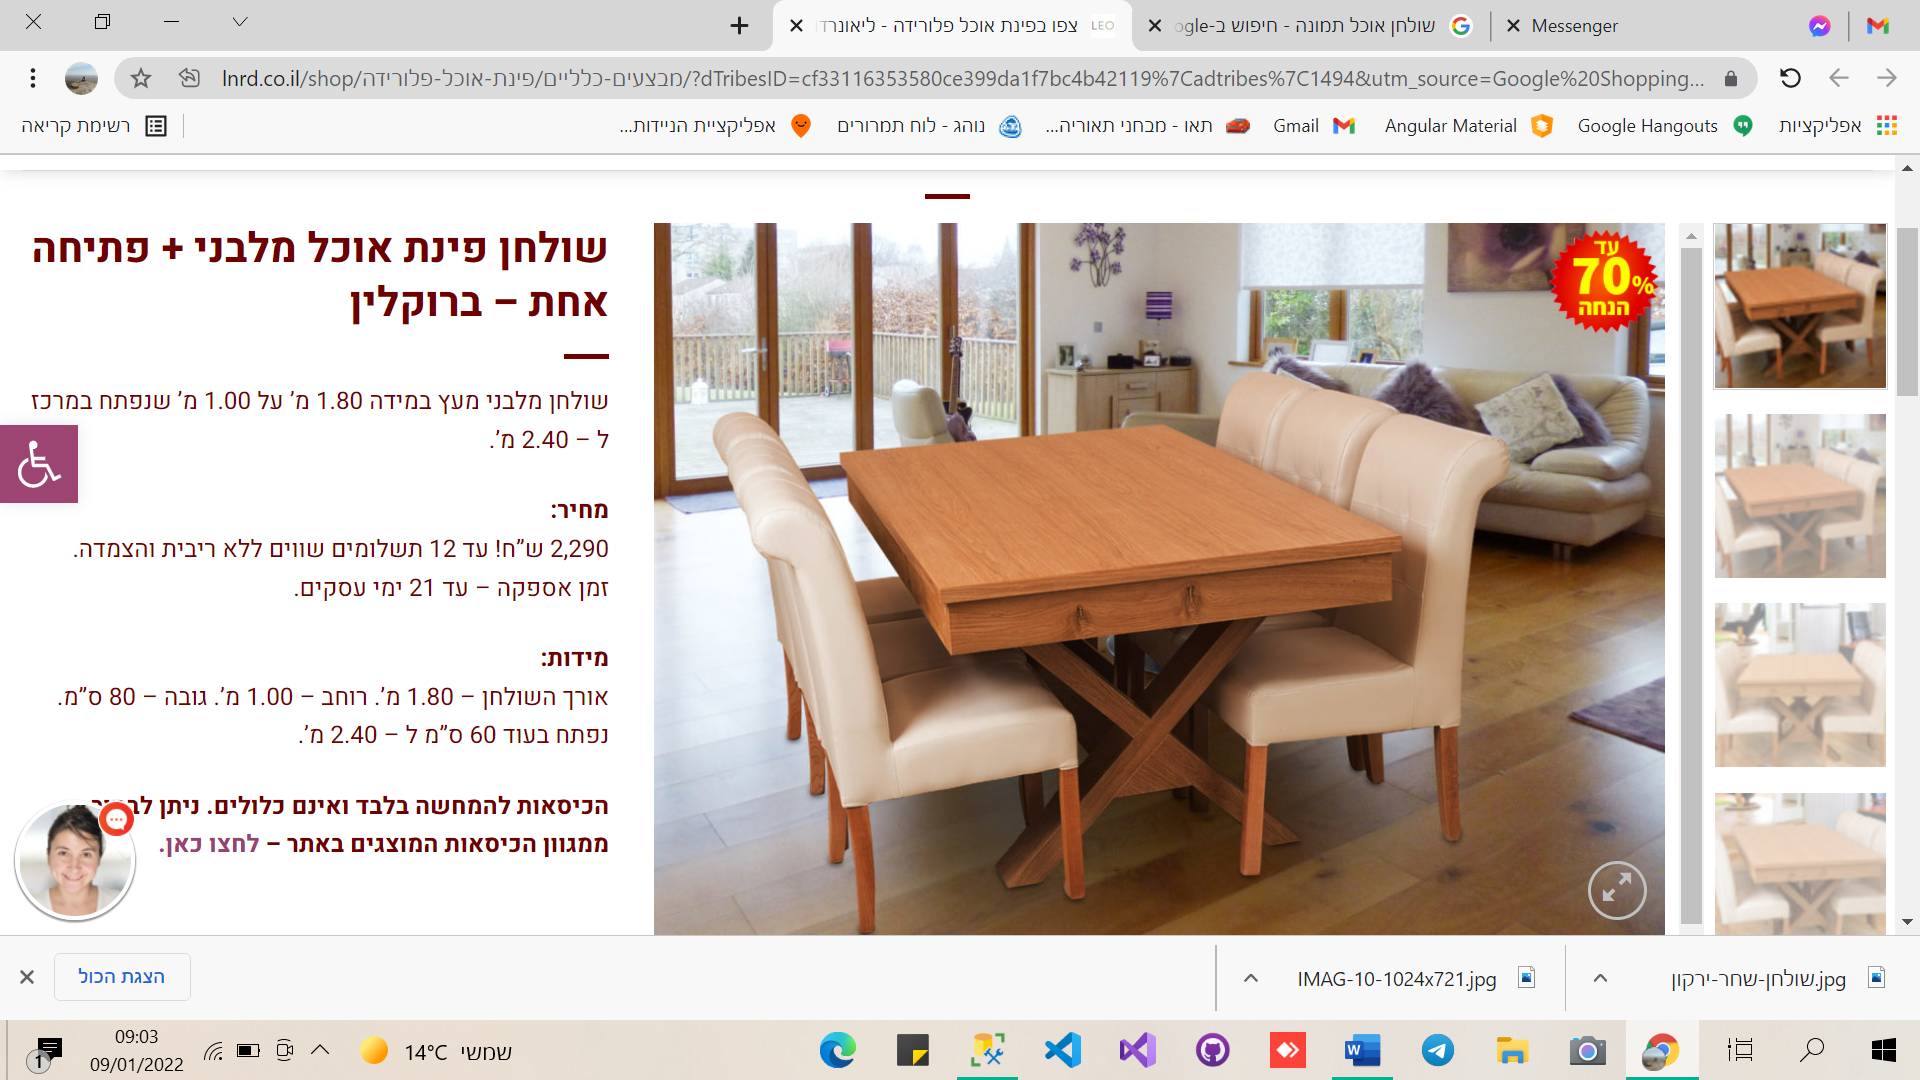 צפו בפינת אוכל פלורידה - ליאונרדו
LEO
שולחן אוכל תמונה - חיפוש ב-Google
Messenger
lnrd.co.il/shop/מבצעים-כלליים/פינת-אוכל-פלורידה/?dTribesID=cf33116353580ce399da1f7bc4b42119%7Cadtribes%7C1494&utm_source=Google%20Shopping...
אפליקציות
Google Hangouts
Angular Material
Gmail
תאו - מבחני תאוריה...
נוהג - לוח תמרורים
אפליקציית הניידות...
רשימת קריאה
שולחן פינת אוכל מלבני + פתיחה
אחת – ברוקלין
שולחן מלבני מעץ במידה 1.80 מ’ על 1.00 מ’ שנפתח במרכז
ל – 2.40 מ’.
מחיר:
2,290 ש”ח! עד 12 תשלומים שווים ללא ריבית והצמדה.
זמן אספקה – עד 21 ימי עסקים.
מידות:
אורך השולחן – 1.80 מ’. רוחב – 1.00 מ’. גובה – 80 ס”מ.
נפתח בעוד 60 ס”מ ל – 2.40 מ’.
הכיסאות להמחשה בלבד ואינם כלולים. ניתן
ממגוון הכיסאות המוצגים באתר – לחצו כאן.
עד
70%
הנחה
שולחן-שחר-ירקון.jpg
IMAG-10-1024x721.jpg
הצגת הכול
14°C שמשי
09:03
09/01/2022
1